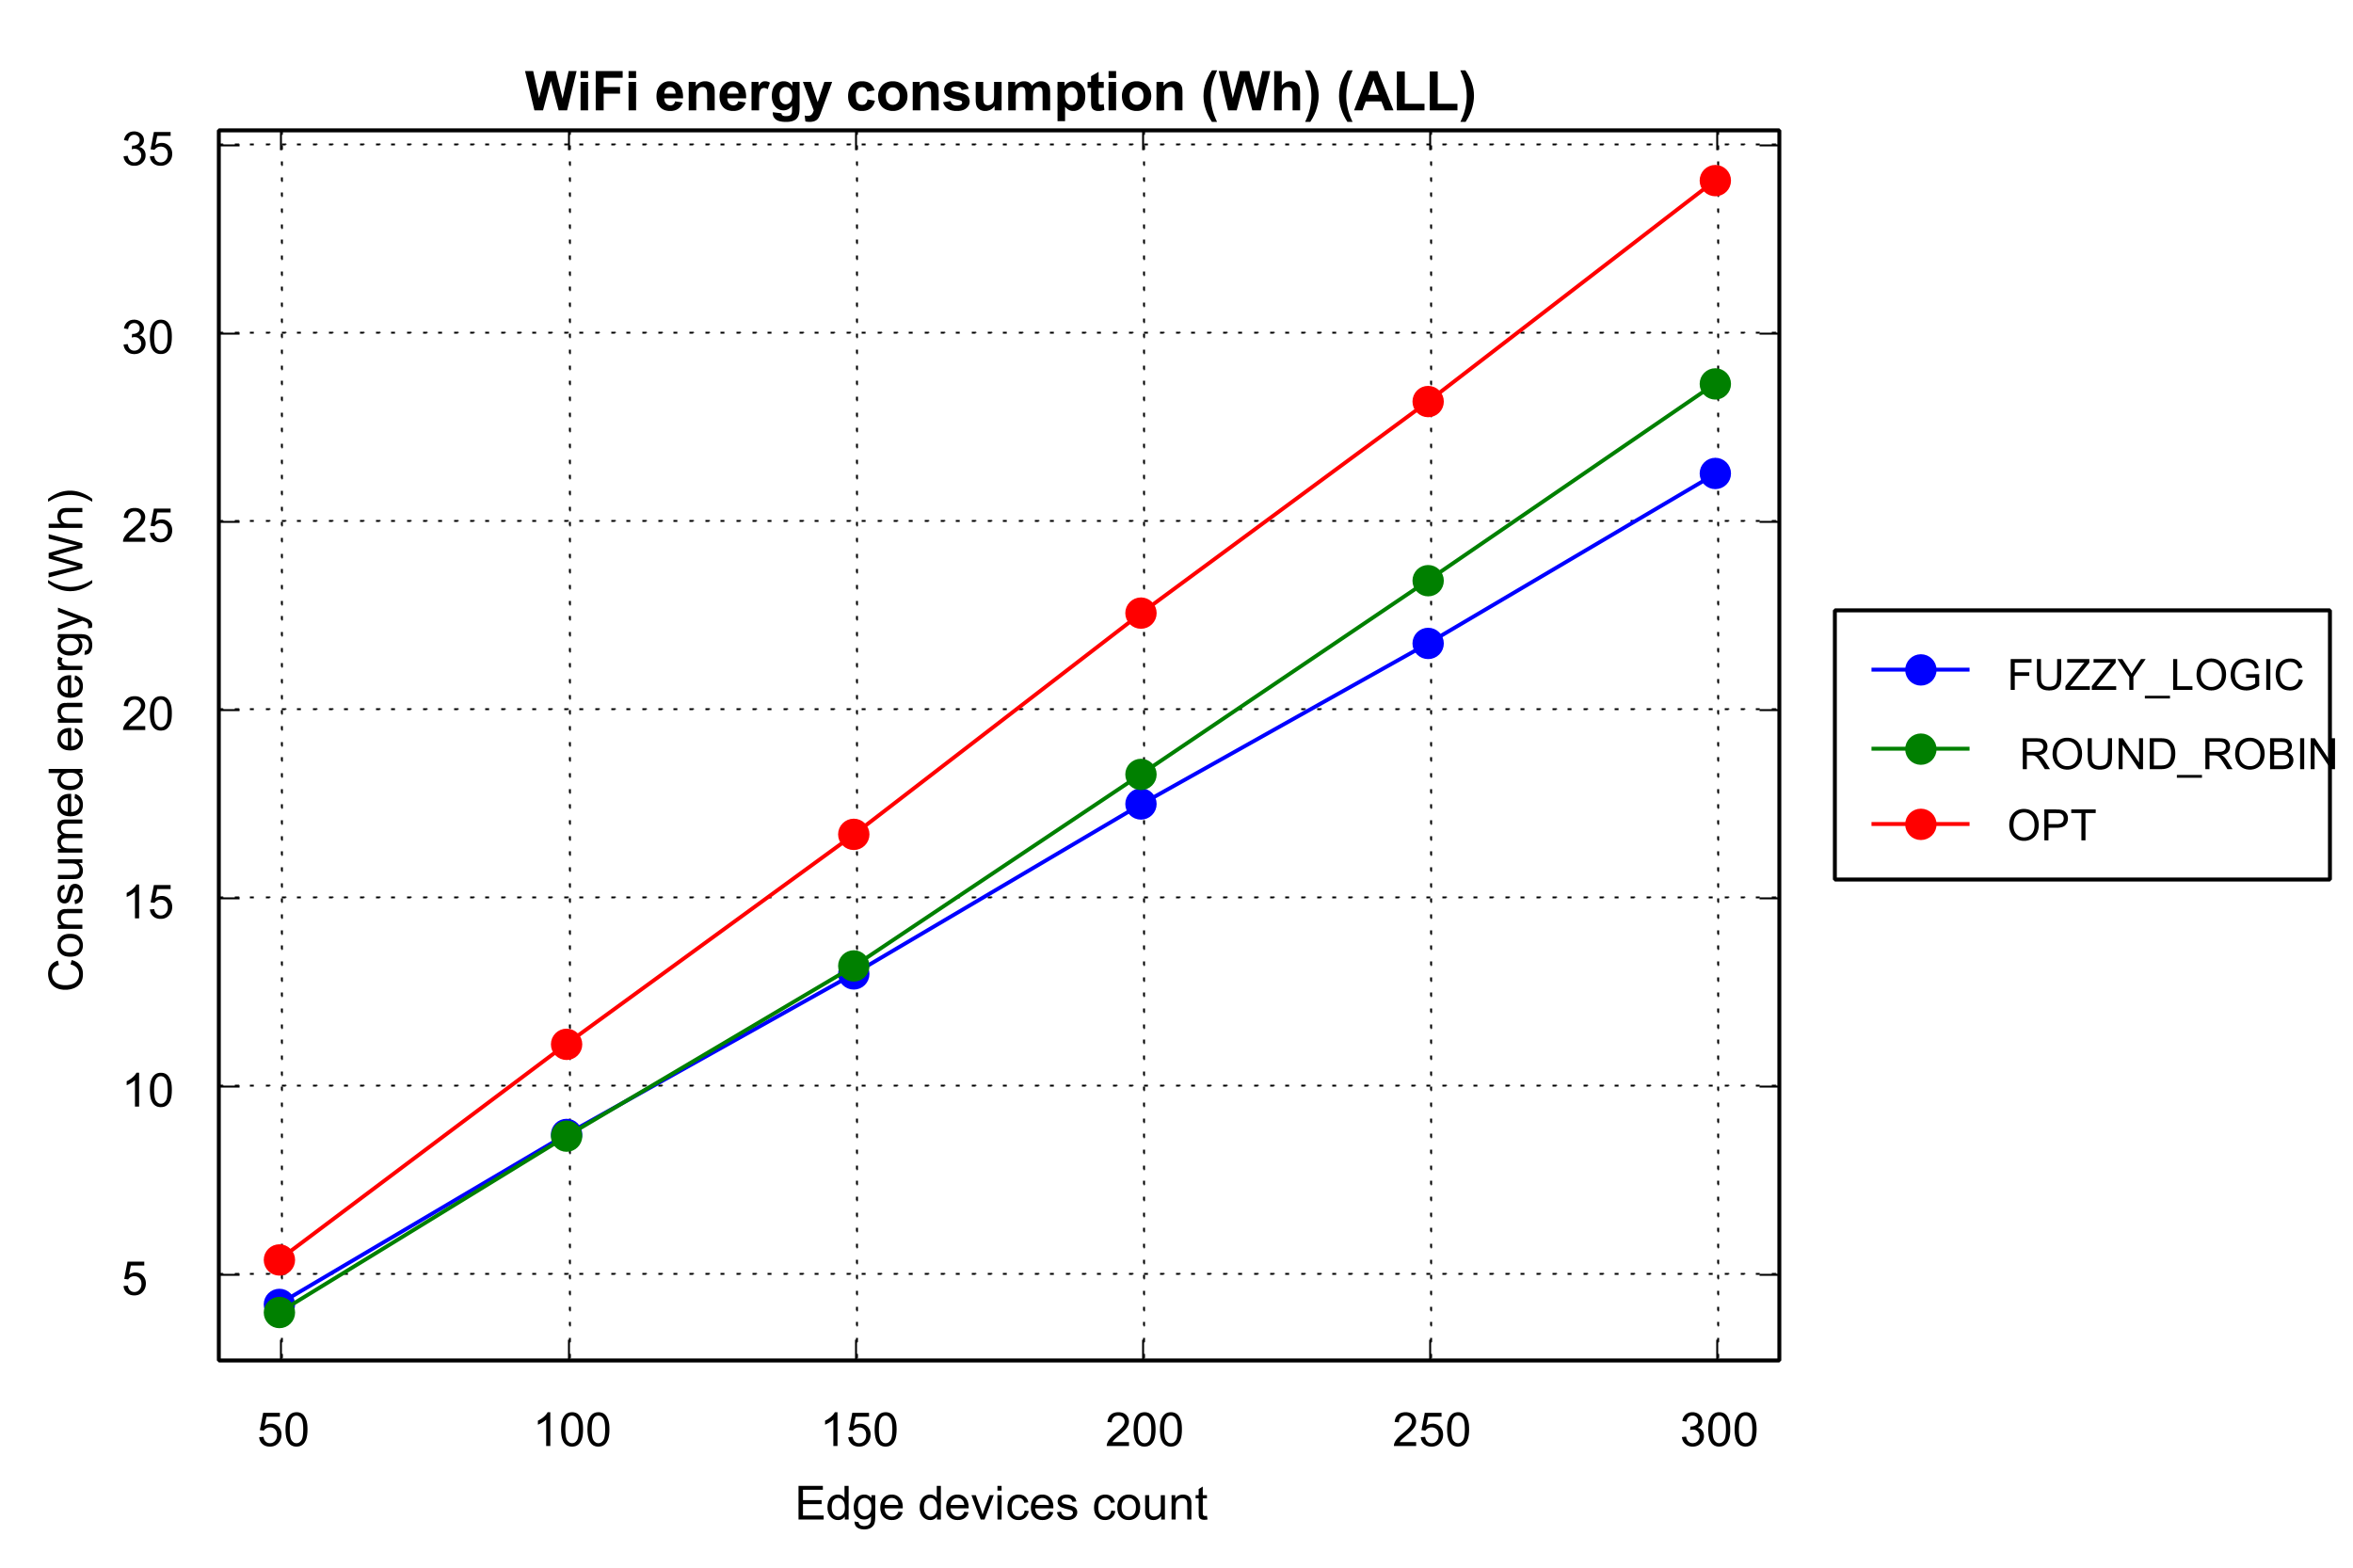 WiFi energy consumption (Wh) (ALL)
35
30
25
20
15
10
5
Consumed energy (Wh)
50 100 150 200 250 300
Edge devices count
FUZZY_LOGIC
ROUND_ROBIN
OPT